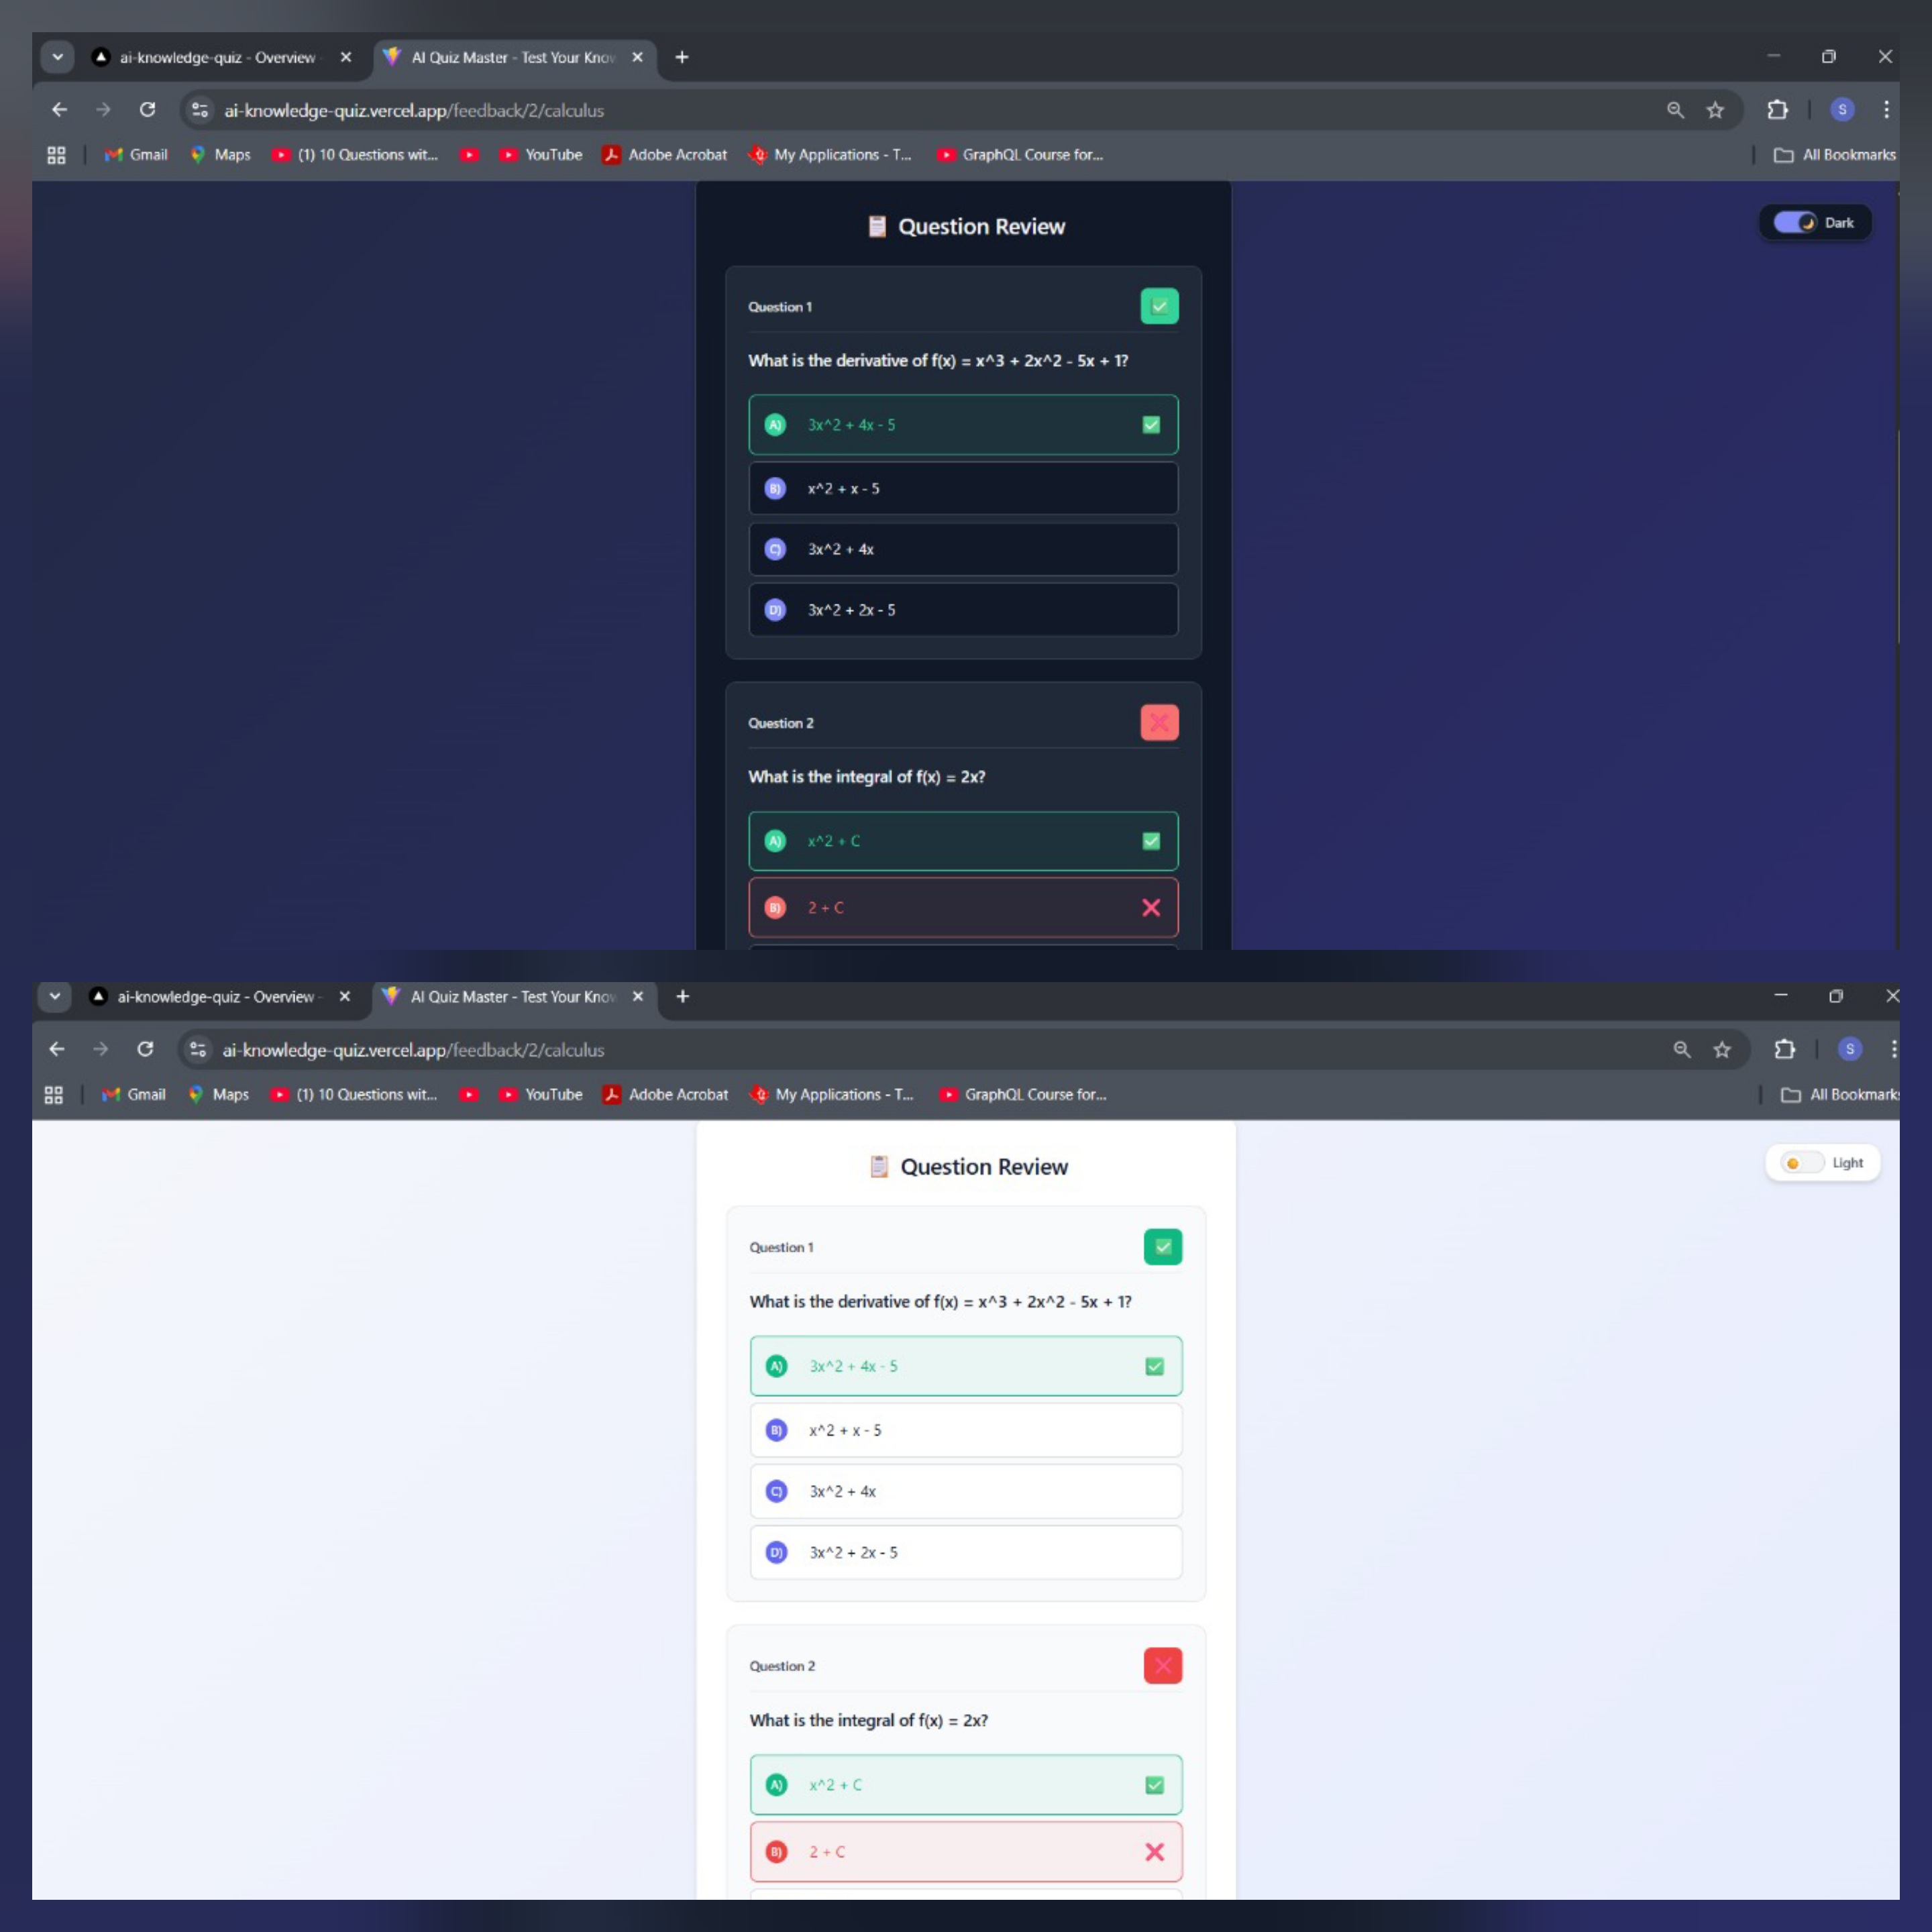 ai-knowledge-quiz - Overview -
AI Quiz Master - Test Your Know
ai-knowledge-quiz.vercel.app/feedback/2/calculus
S
Gmail
Maps
(1) 10 Questions wit...
YouTube
Adobe Acrobat
My Applications - T...
GraphQL Course for...
All Bookmarks
Question Review
Dark
Question 1
What is the derivative of f(x) = x^3 + 2x^2 - 5x + 1?
A) 3x^2 + 4x - 5
B) x^2 + x - 5
C) 3x^2 + 4x
D) 3x^2 + 2x - 5
Question 2
What is the integral of f(x) = 2x?
A) x^2 + C
B) 2 + C
ai-knowledge-quiz - Overview -
AI Quiz Master - Test Your Know
ai-knowledge-quiz.vercel.app/feedback/2/calculus
S
Gmail
Maps
(1) 10 Questions wit...
YouTube
Adobe Acrobat
My Applications - T...
GraphQL Course for...
All Bookmarks
Question Review
Light
Question 1
What is the derivative of f(x) = x^3 + 2x^2 - 5x + 1?
A) 3x^2 + 4x - 5
B) x^2 + x - 5
C) 3x^2 + 4x
D) 3x^2 + 2x - 5
Question 2
What is the integral of f(x) = 2x?
A) x^2 + C
B) 2 + C